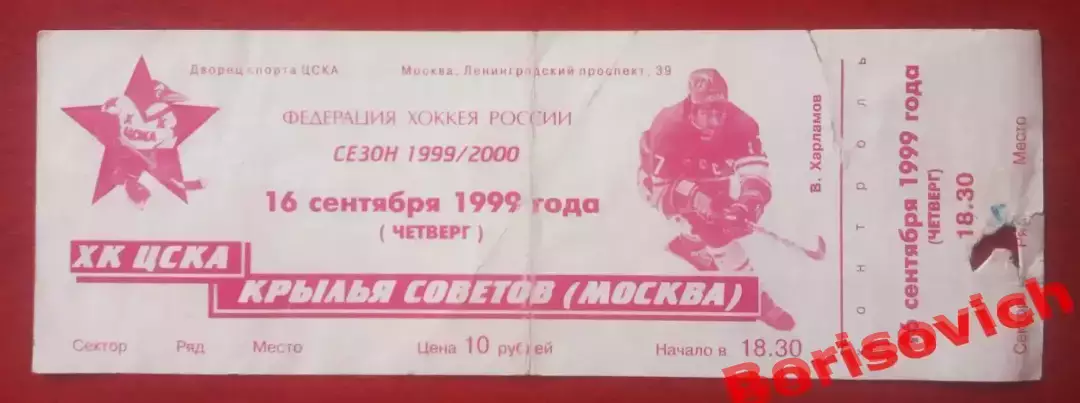 Дворец спорта ЦСКА Москва, Ленинградский проспект, 39
ФЕДЕРАЦИЯ ХОККЕЯ РОССИИ
СЕЗОН 1999/2000
16 сентября 1999 года
( ЧЕТВЕРГ )
ХК ЦСКА
КРЫЛЬЯ СОВЕТОВ (МОСКВА)
Сектор Ряд Место Цена 10 рублей Начало в 18.30
Х К
ЦСКА
В. Харламов
контроль
сентября 1999 года
(ЧЕТВЕРГ)
18.30
Ряд Место
Borisovich